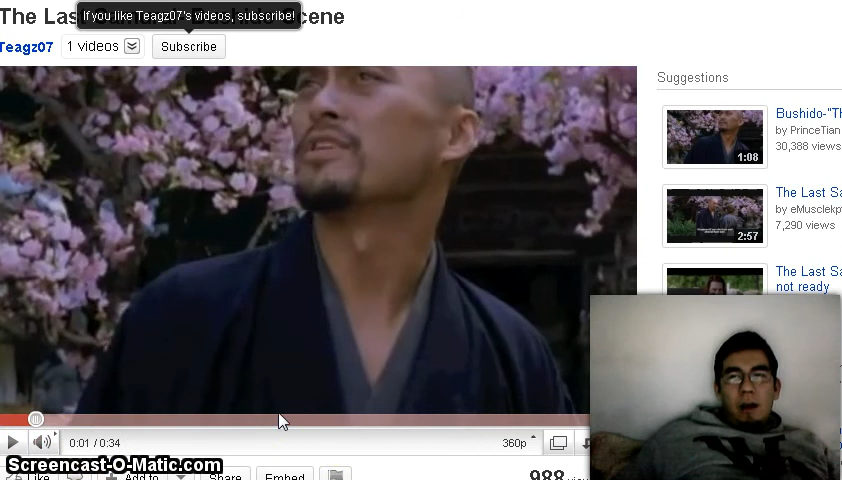 The Las
cene
If you like Teagz07's videos, subscribe!
Teagz07
1 videos
Subscribe
Suggestions
Bushido-"Th
by PrinceTian
30,388 views
1:08
The Last Sa
by eMusclekp
7,290 views
2:57
The Last Sa
not ready
0:01 / 0:34
360p
Screencast-O-Matic.com
Like
Add to
Share
Embed
988